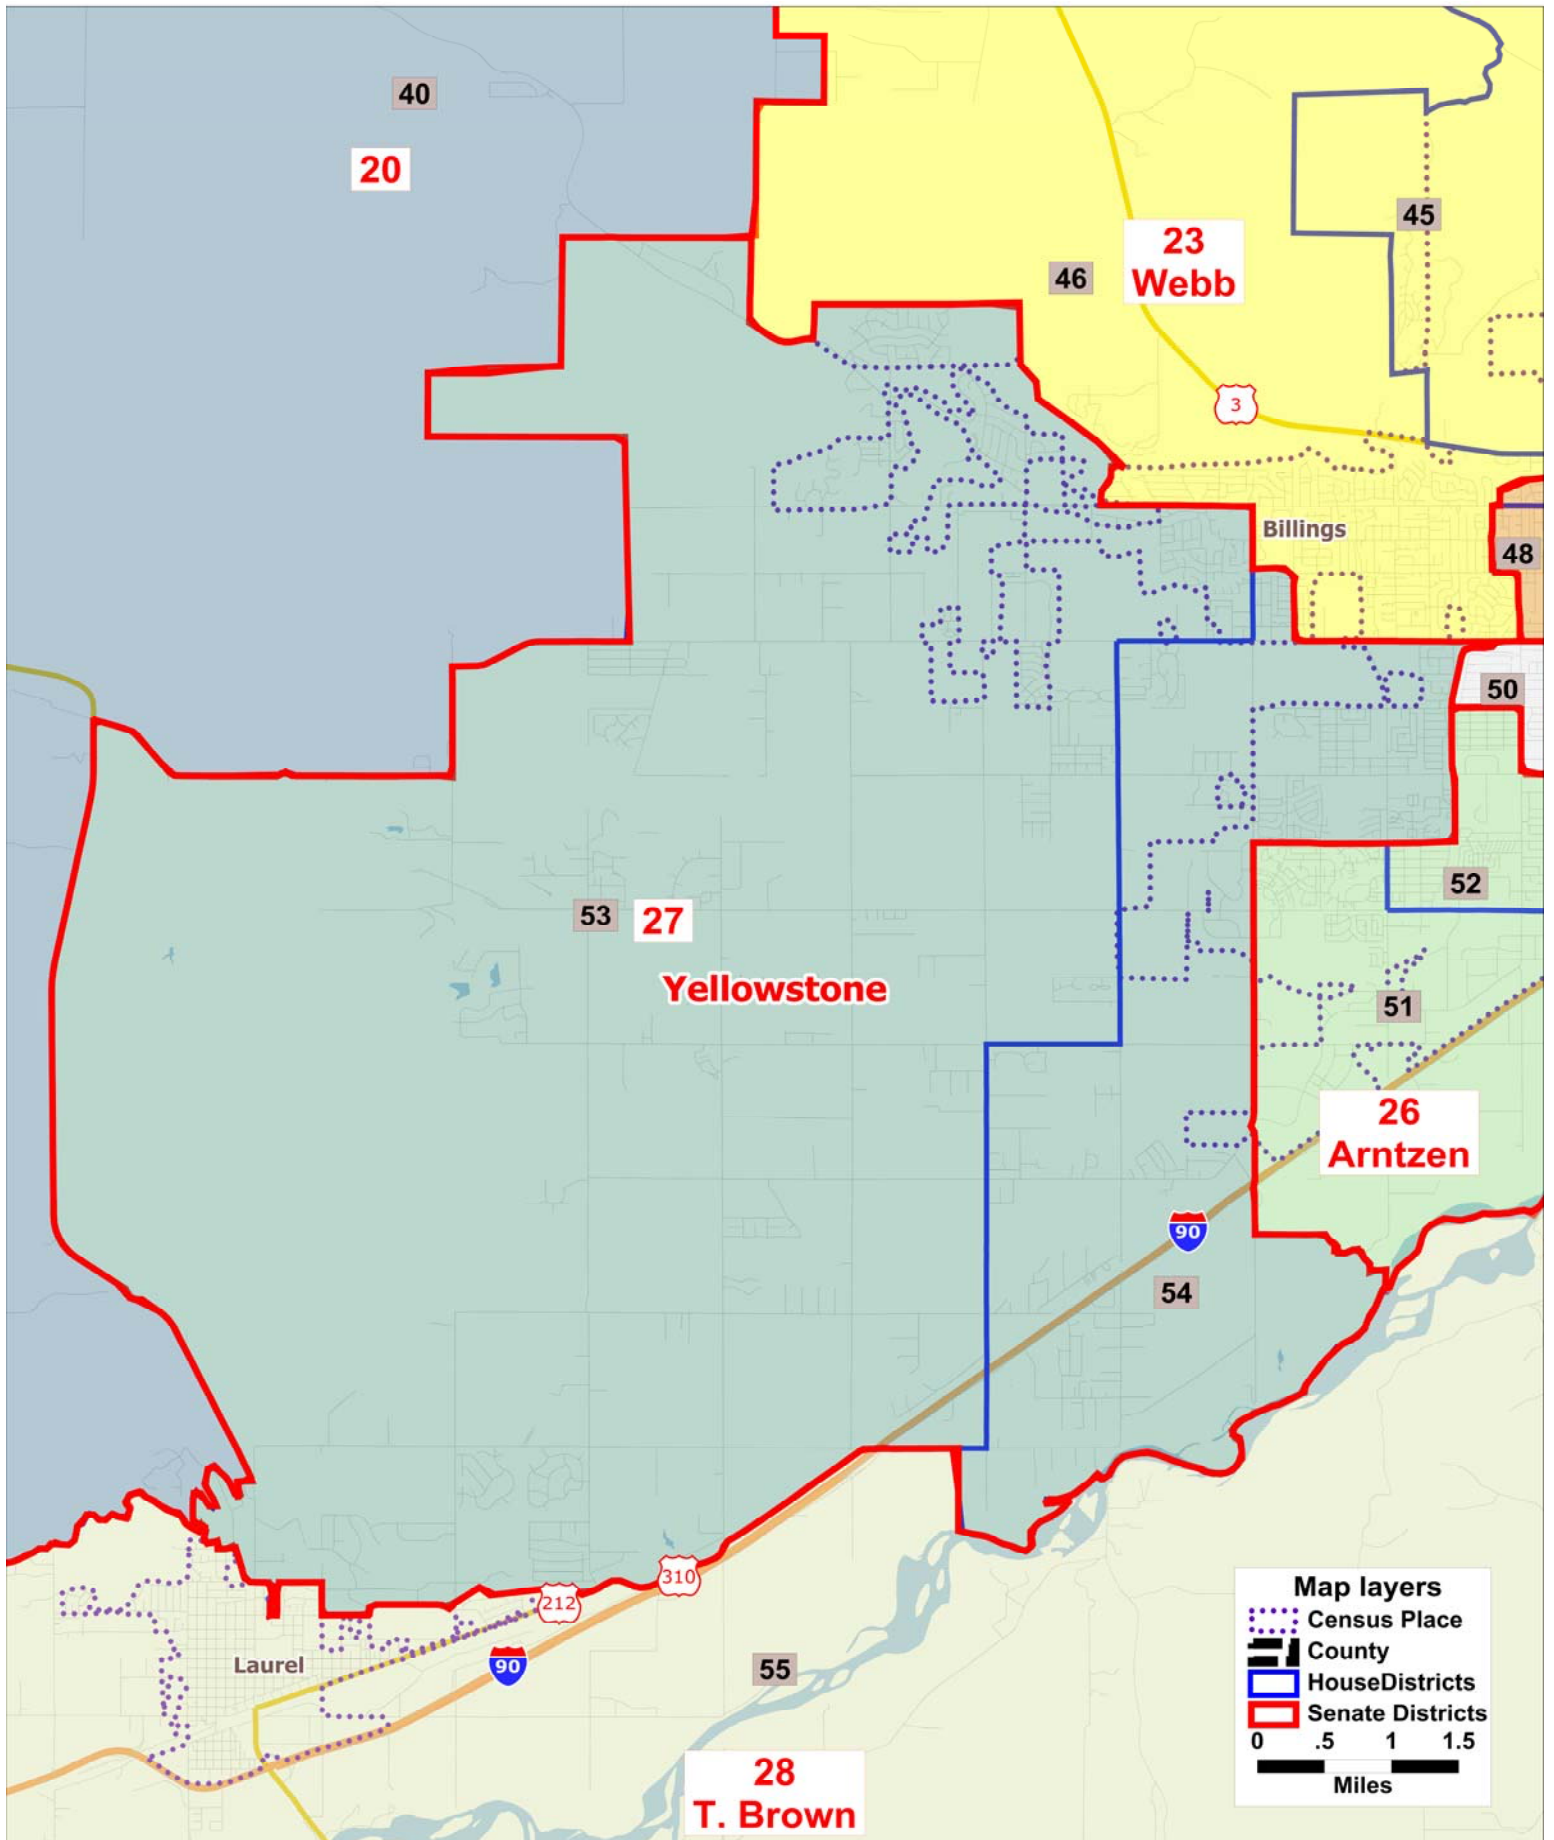 40
20
45
23
Webb
46
3
Billings
48
50
52
53
27
Yellowstone
51
26
Arntzen
90
54
310
212
Laurel
90
55
28
T. Brown
Map layers
Census Place
County
HouseDistricts
Senate Districts
0 .5 1 1.5
Miles